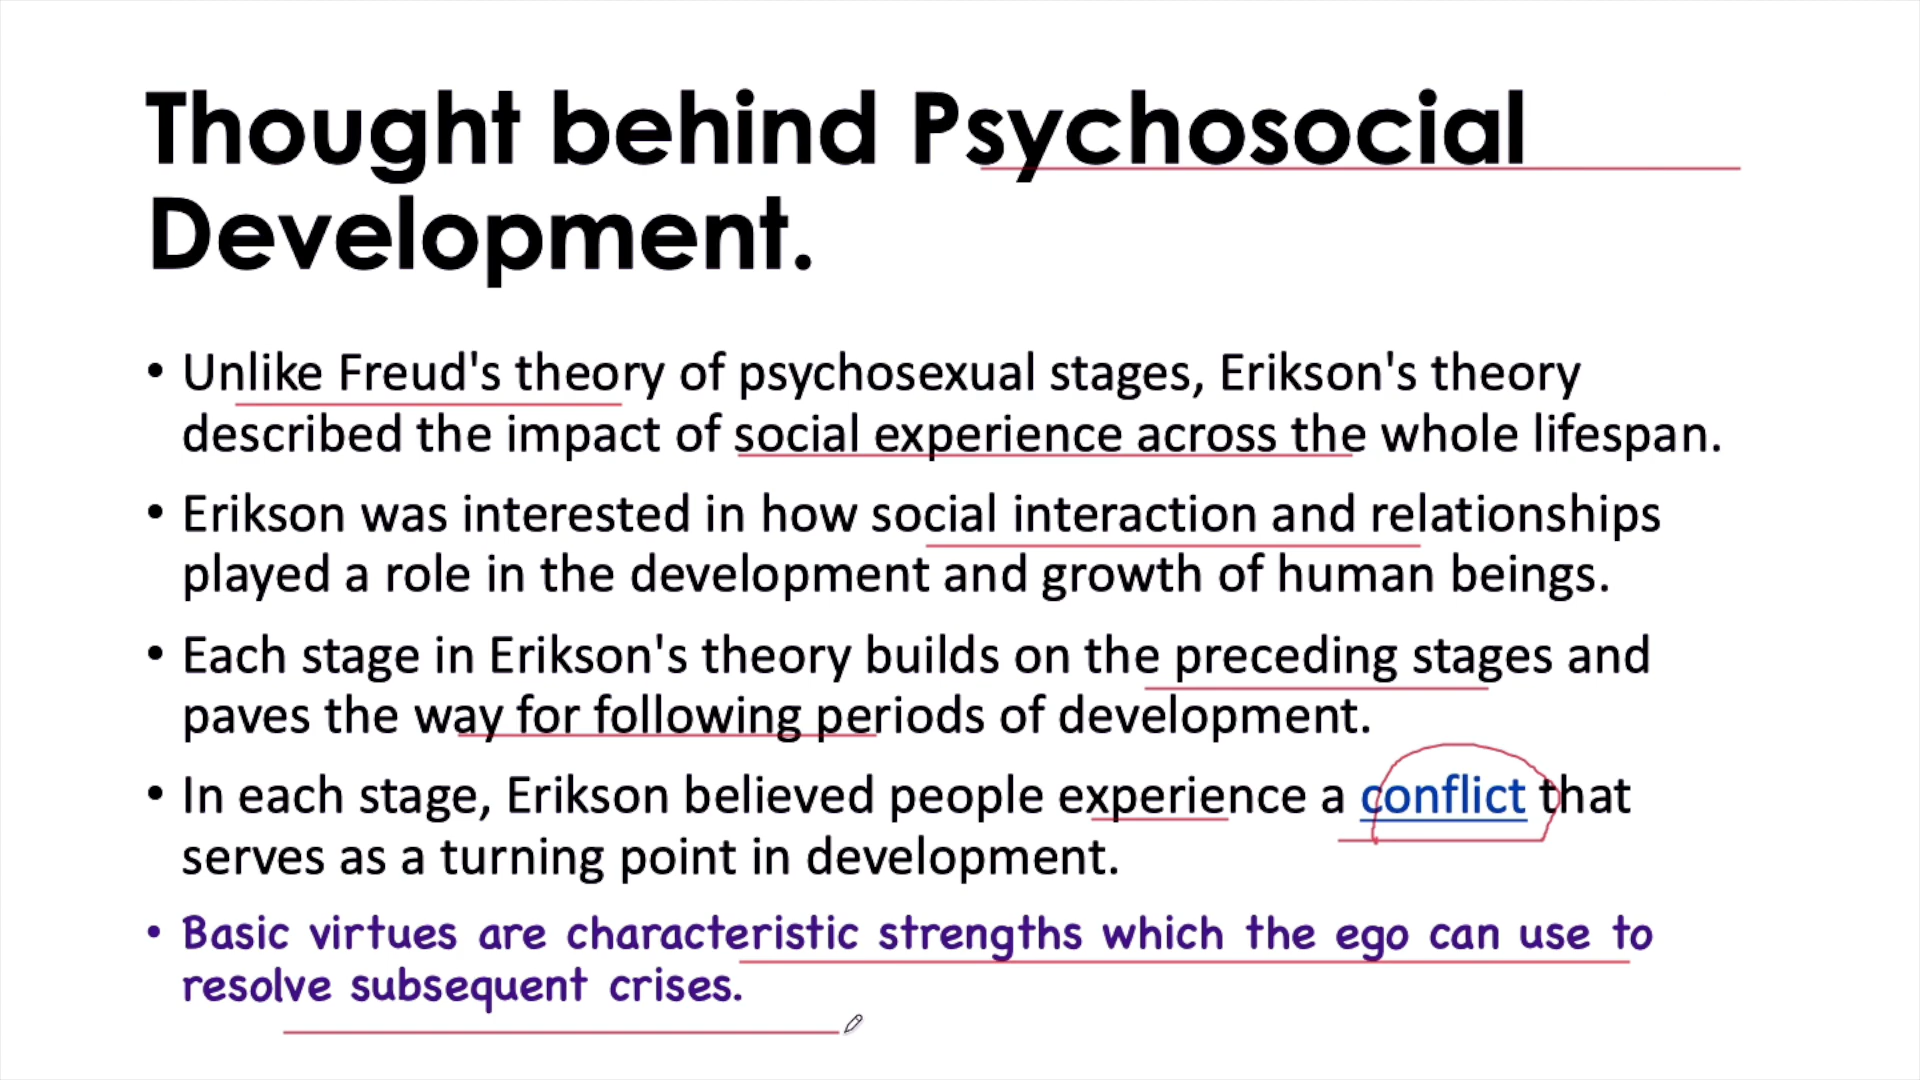 Thought behind Psychosocial
Development.
• Unlike Freud's theory of psychosexual stages, Erikson's theory
described the impact of social experience across the whole lifespan.
• Erikson was interested in how social interaction and relationships
played a role in the development and growth of human beings.
• Each stage in Erikson's theory builds on the preceding stages and
paves the way for following periods of development.
• In each stage, Erikson believed people experience a conflict that
serves as a turning point in development.
• Basic virtues are characteristic strengths which the ego can use to
resolve subsequent crises.